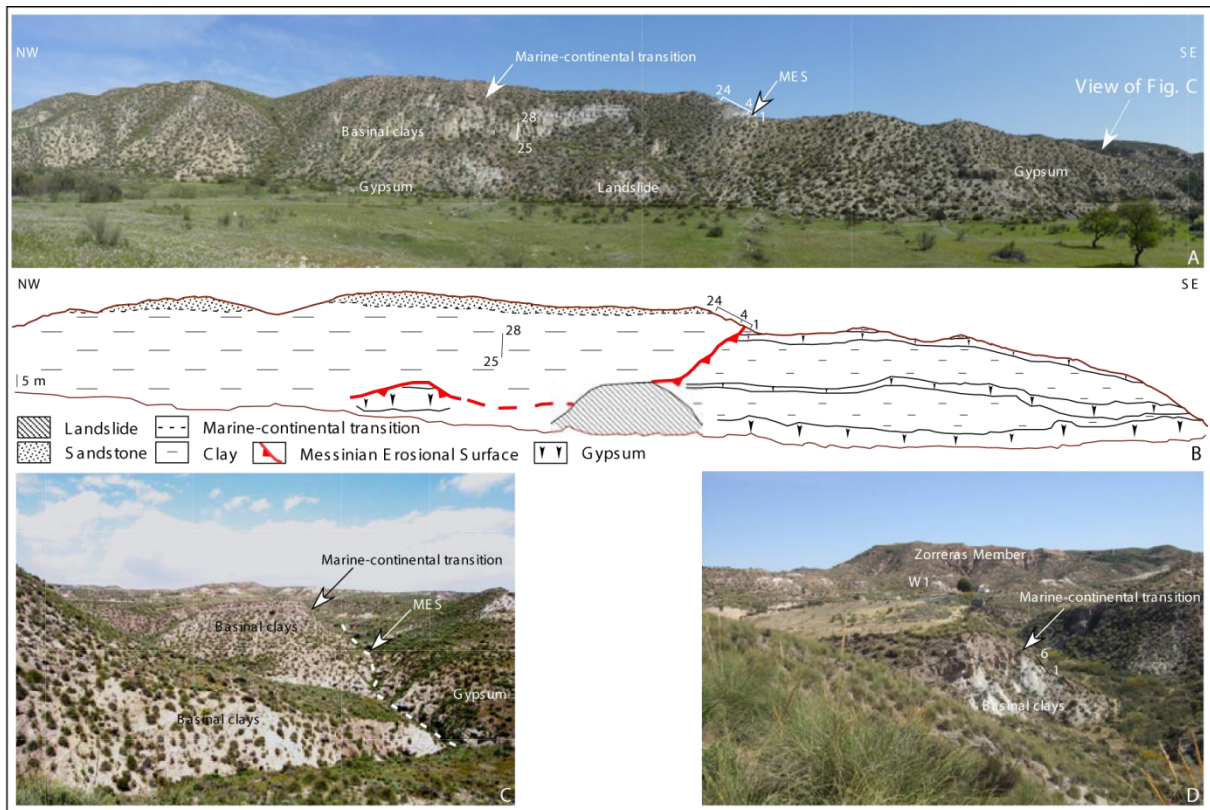 NW
SE
Marine-continental transition
MES
24
4
1
View of Fig. C
28
Basinal clays
25
Gypsum
Landslide
Gypsum
A
NW
SE
24
4
1
28
25
5 m
Landslide
Marine-continental transition
Sandstone
Clay
Messinian Erosional Surface
Gypsum
B
Marine-continental transition
MES
Basinal clays
Gypsum
Basinal clays
C
Zorreras Member
W1
Marine-continental transition
6
1
Basinal clays
D